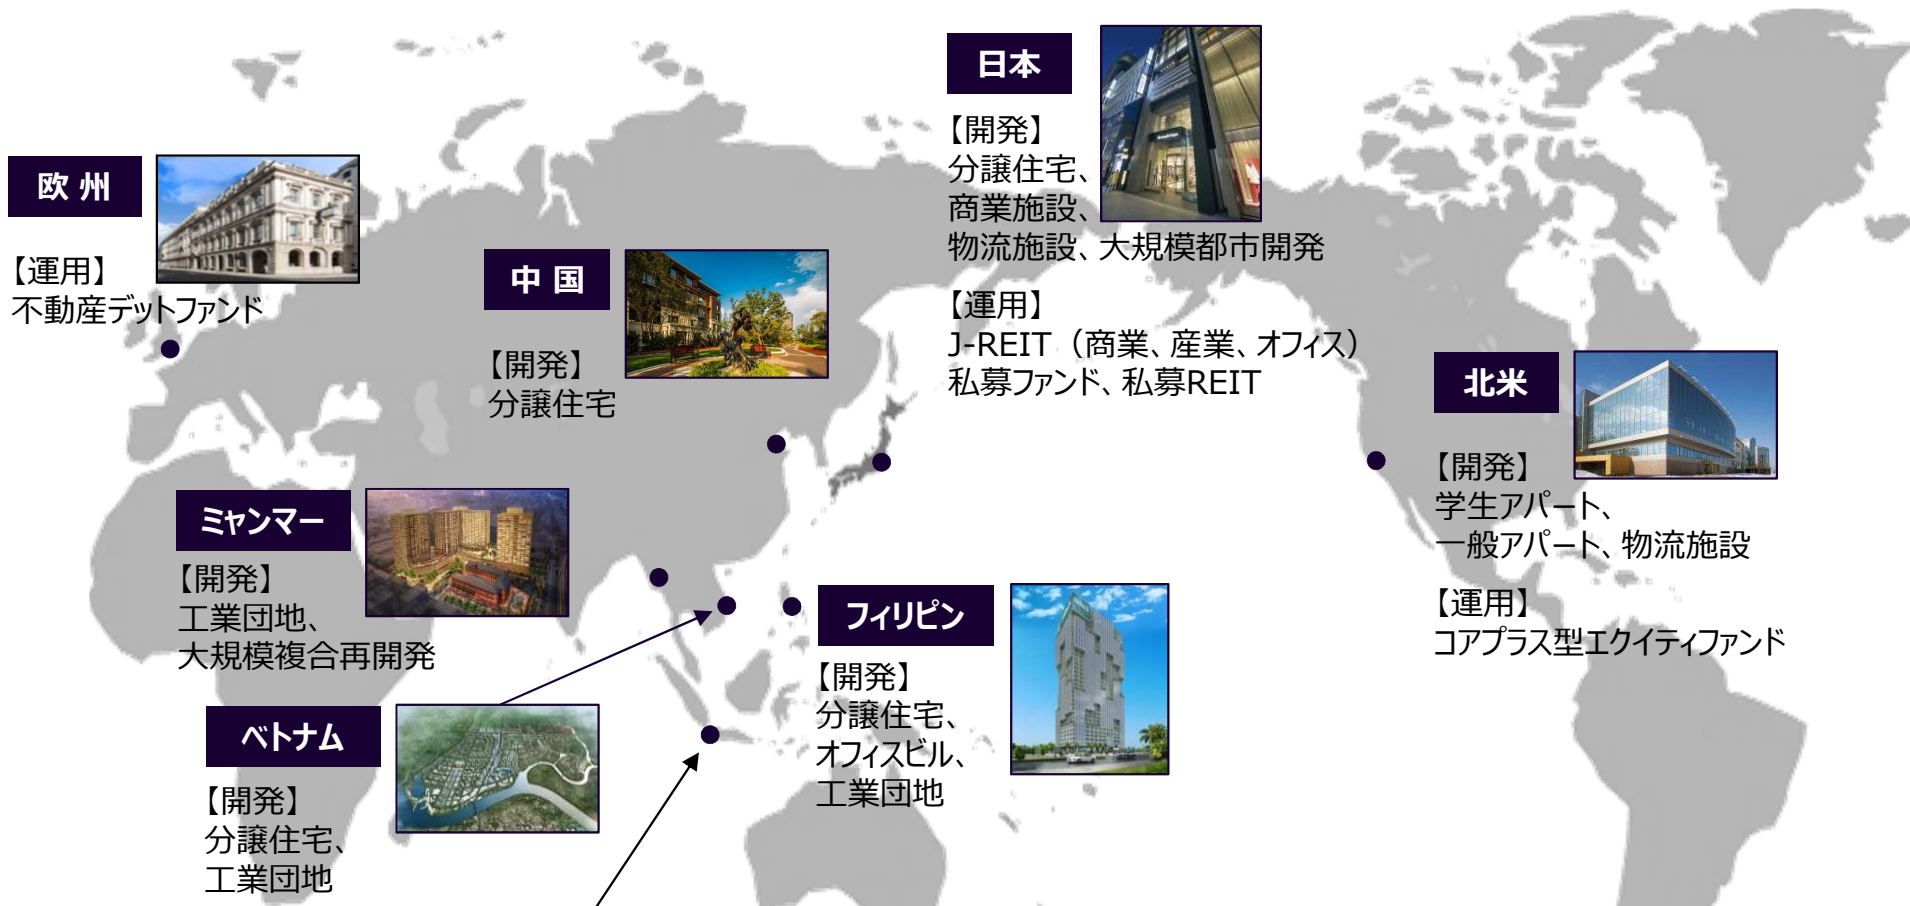 欧 州
【運用】
不動産デットファンド
中 国
【開発】
分譲住宅
日本
【開発】
分譲住宅、
商業施設、
物流施設、大規模都市開発
【運用】
J-REIT（商業、産業、オフィス）
私募ファンド、私募REIT
北米
【開発】
学生アパート、
一般アパート、物流施設
【運用】
コアプラス型エクイティファンド
ミャンマー
【開発】
工業団地、
大規模複合再開発
ベトナム
【開発】
分譲住宅、
工業団地
フィリピン
【開発】
分譲住宅、
オフィスビル、
工業団地